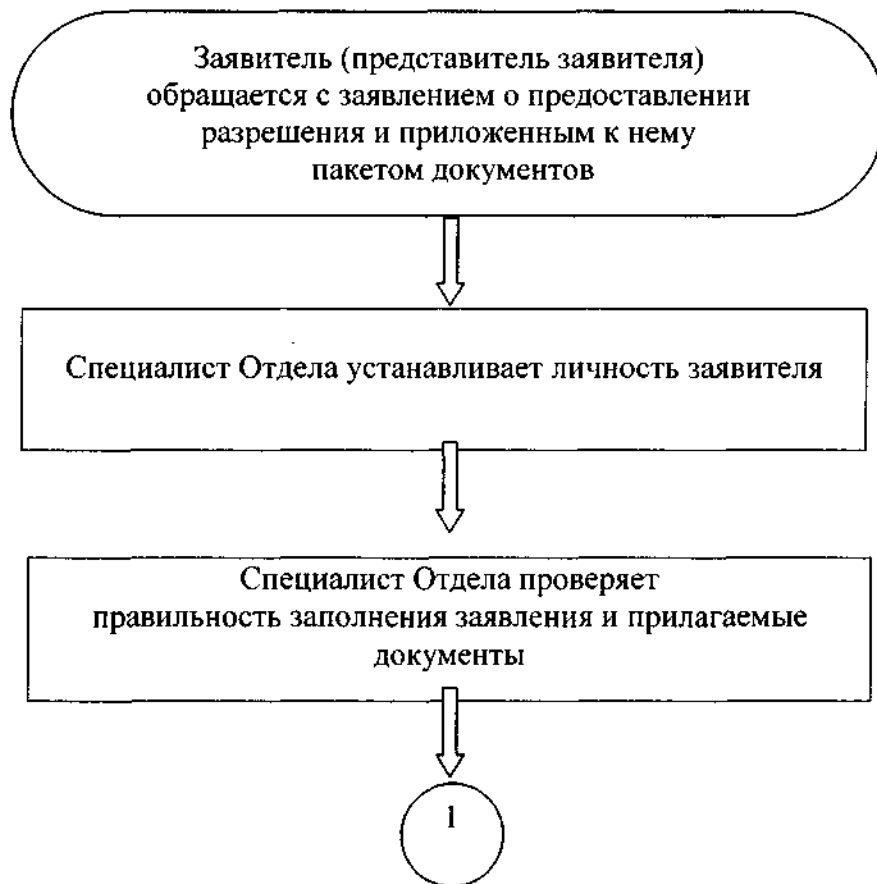 Заявитель (представитель заявителя)
обращается с заявлением о предоставлении
разрешения и приложенным к нему
пакетом документов
Специалист Отдела устанавливает личность заявителя
Специалист Отдела проверяет
правильность заполнения заявления и прилагаемые
документы
1